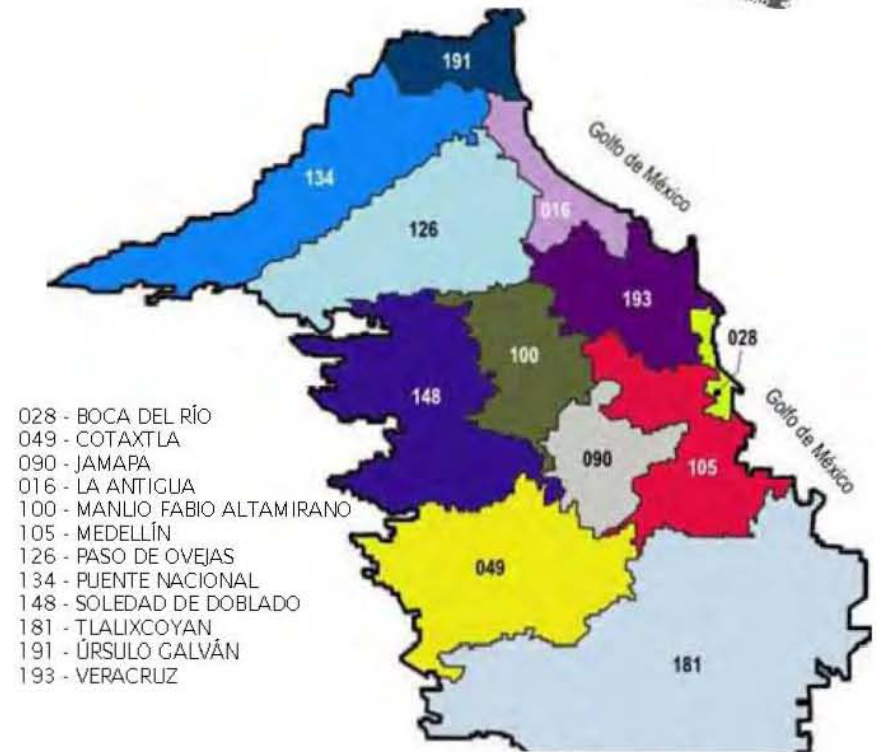 191
Golfo de México
134
016
126
193
028
100
148
Golfo de México
090
105
049
181
028 - BOCA DEL RÍO
049 - COTAXTLA
090 - JAMAPA
016 - LA ANTIGUA
100 - MANLIO FABIO ALTAMIRANO
105 - MEDELLÍN
126 - PASO DE OVEJAS
134 - PUENTE NACIONAL
148 - SOLEDAD DE DOBLADO
181 - TLALIXCOYAN
191 - ÚRSULO GALVÁN
193 - VERACRUZ